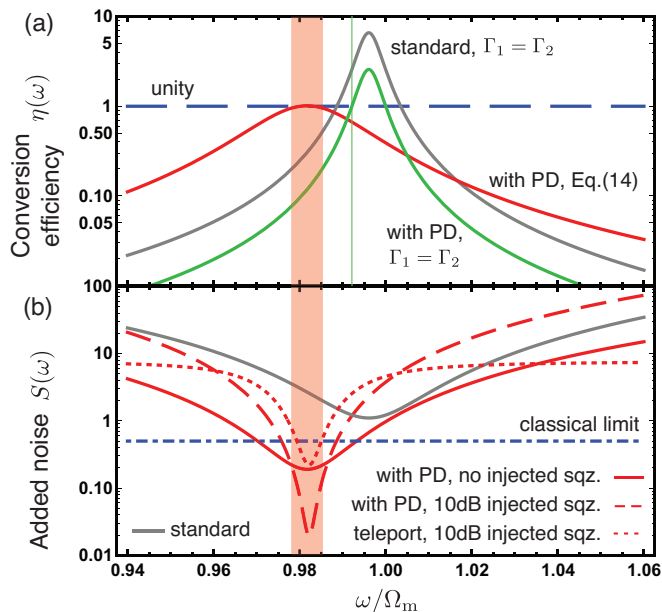 (a)
Conversion efficiency η(ω)
10
5
1
0.50
0.10
0.05
100
unity
standard, Γ₁ = Γ₂
with PD, Eq.(14)
with PD,
Γ₁ = Γ₂
(b)
Added noise S(ω)
10
1
0.10
0.01
classical limit
with PD, no injected sqz.
with PD, 10dB injected sqz.
teleport, 10dB injected sqz.
standard
0.94 0.96 0.98 1.00 1.02 1.04 1.06
ω/Ωₘ